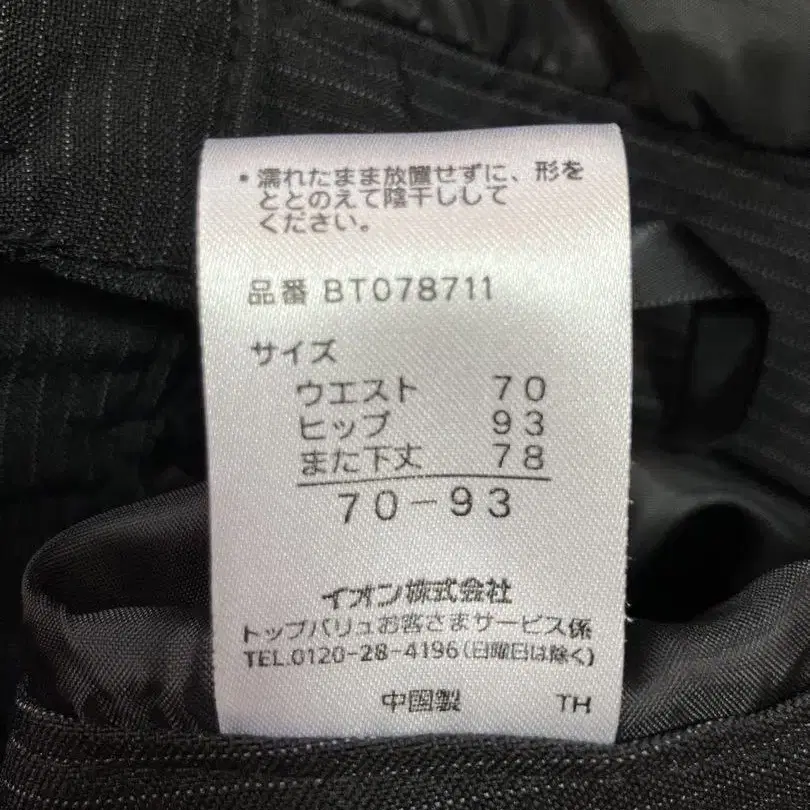 ・濡れたまま放置せずに、形を
ととのえて陰干しして
ください。
品番 BT078711
サイズ
ウエスト 70
ヒップ 93
また下丈 78
70-93
イオン株式会社
トップバリュお客さまサービス係
TEL.0120-28-4196(日曜日は除く)
中国製 TH